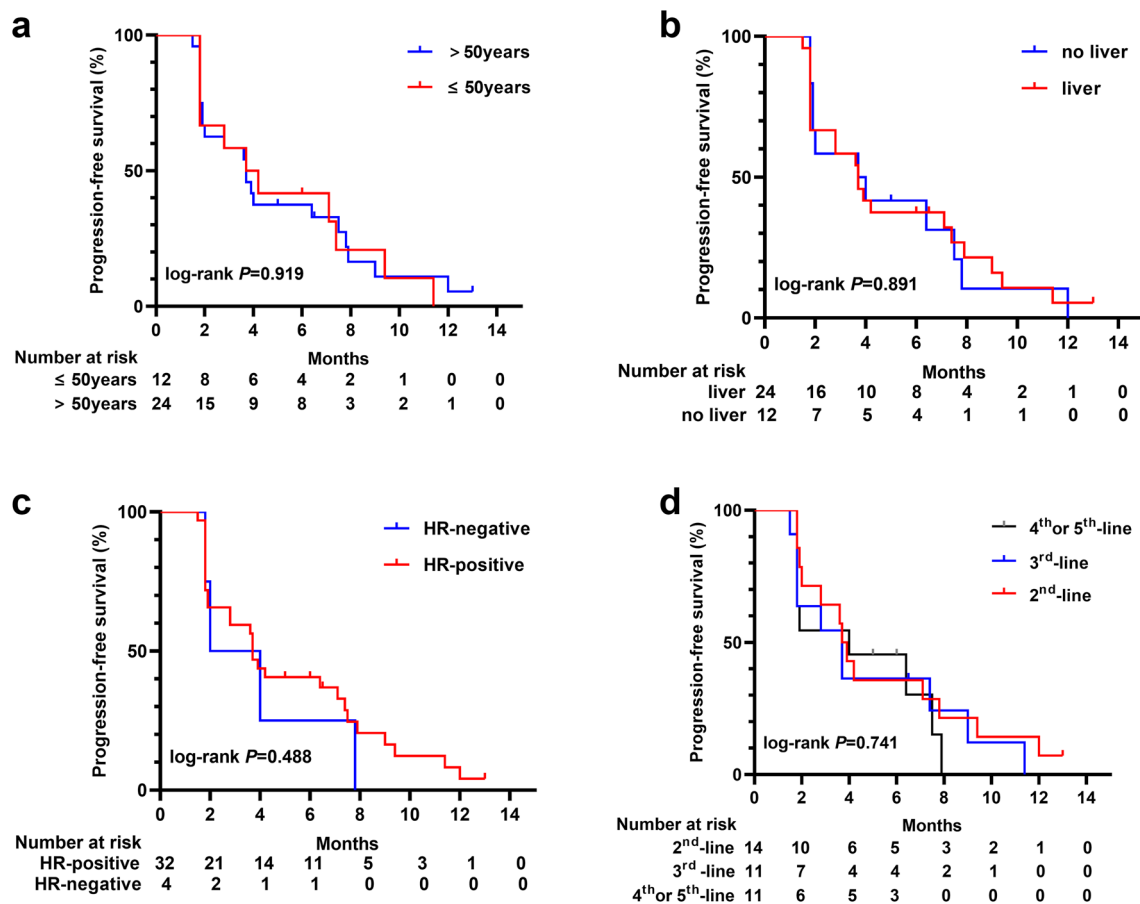 a
Progression-free survival (%)
100
50
0
> 50years
≤ 50years
log-rank P=0.919
0 2 4 6 8 10 12 14
Months
Number at risk
≤ 50years 12 8 6 4 2 1 0 0
> 50years 24 15 9 8 3 2 1 0
b
Progression-free survival (%)
100
50
0
no liver
liver
log-rank P=0.891
0 2 4 6 8 10 12 14
Months
Number at risk
liver 24 16 10 8 4 2 1 0
no liver 12 7 5 4 1 1 0 0
c
Progression-free survival (%)
100
50
0
HR-negative
HR-positive
log-rank P=0.488
0 2 4 6 8 10 12 14
Months
Number at risk
HR-positive 32 21 14 11 5 3 1 0
HR-negative 4 2 1 1 0 0 0 0
d
Progression-free survival (%)
100
50
0
4th or 5th-line
3rd-line
2nd-line
log-rank P=0.741
0 2 4 6 8 10 12 14
Months
Number at risk
2nd-line 14 10 6 5 3 2 1 0
3rd -line 11 7 4 4 2 1 0 0
4th or 5th-line 11 6 5 3 0 0 0 0